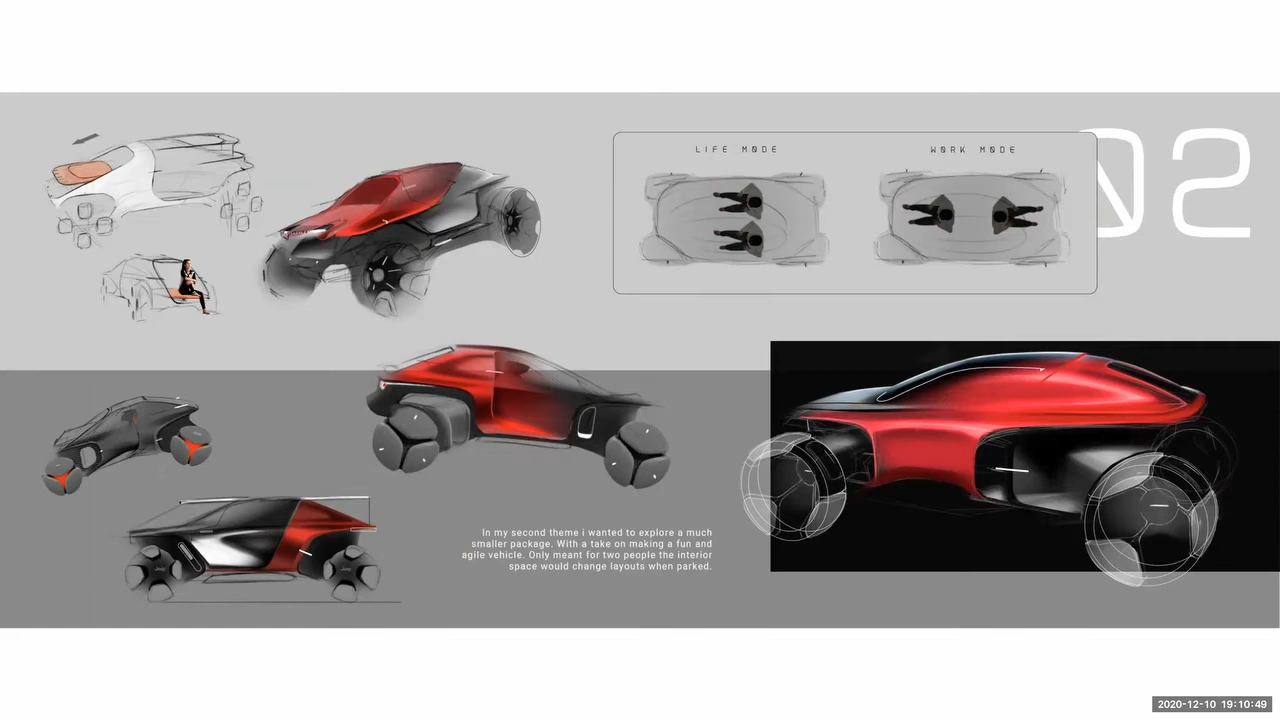 LIFE MODE
WORK MODE
02
In my second theme i wanted to explore a much
smaller package. With a take on making a fun and
agile vehicle. Only meant for two people the interior
space would change layouts when parked.
Jeep
Jeep
2020-12-10 19:10:49